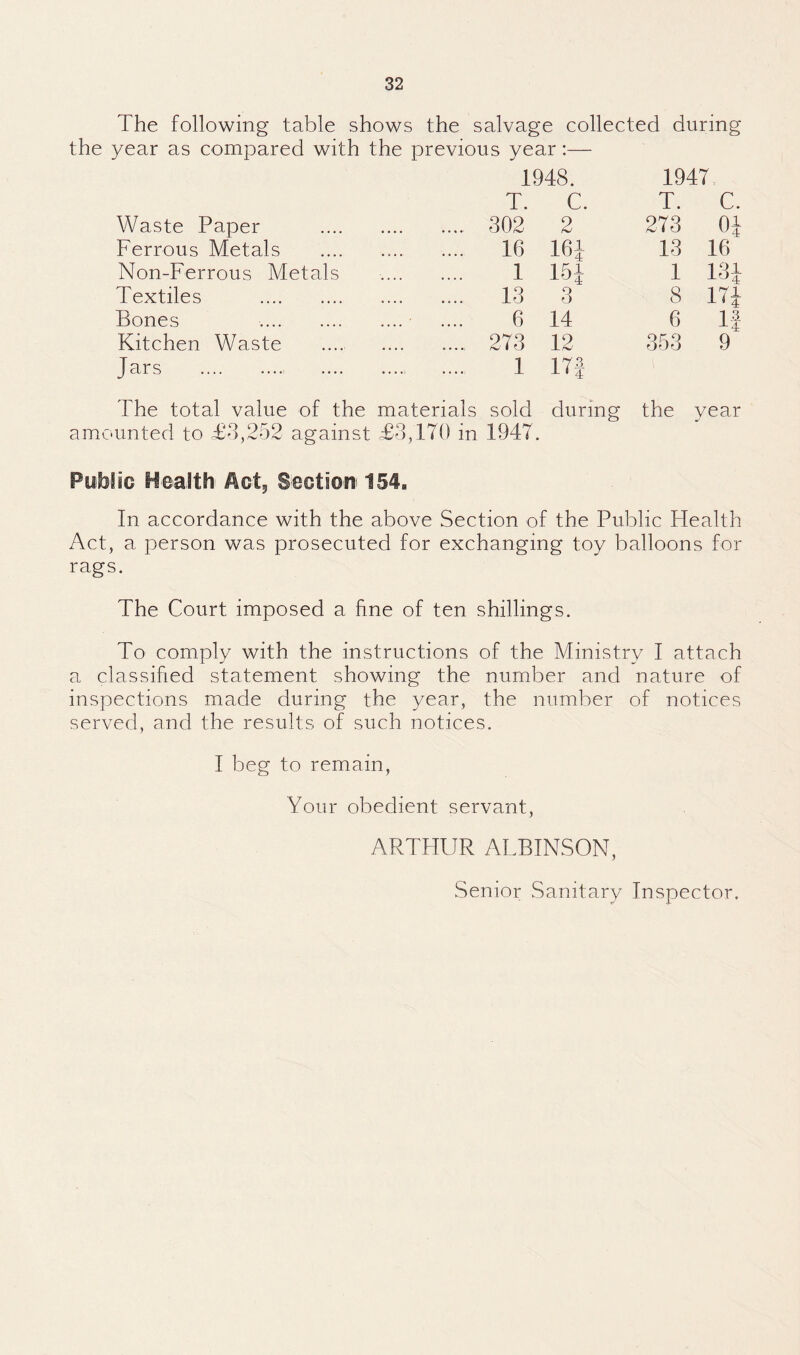 32
The following table shows the salvage collected during
the year as compared with the previous year:—
1948. 1947.
T. C. T. C.
Waste Paper .... .... .... 302 2 273 0¼
Ferrous Metals .... .... .... 16 16¼ 13 16
Non-Ferrous Metals .... .... 1 15¼ 1 13¼
Textiles .... .... .... .... 13 3 8 17¼
Bones .... .... .... .... 6 14 6 1¾
Kitchen Waste .... .... .... 273 12 353 9
Jars .... .... .... .... .... 1 17¾
The total value of the materials sold during the year
amounted to £3,252 against £3,170 in 1947.
Public Health Act, Section 154.
In accordance with the above Section of the Public Health
Act, a person was prosecuted for exchanging toy balloons for
rags.
The Court imposed a fine of ten shillings.
To comply with the instructions of the Ministry I attach
a classified statement showing the number and nature of
inspections made during the year, the number of notices
served, and the results of such notices.
I beg to remain,
Your obedient servant,
ARTHUR ALBINSON,
Senior Sanitary Inspector.